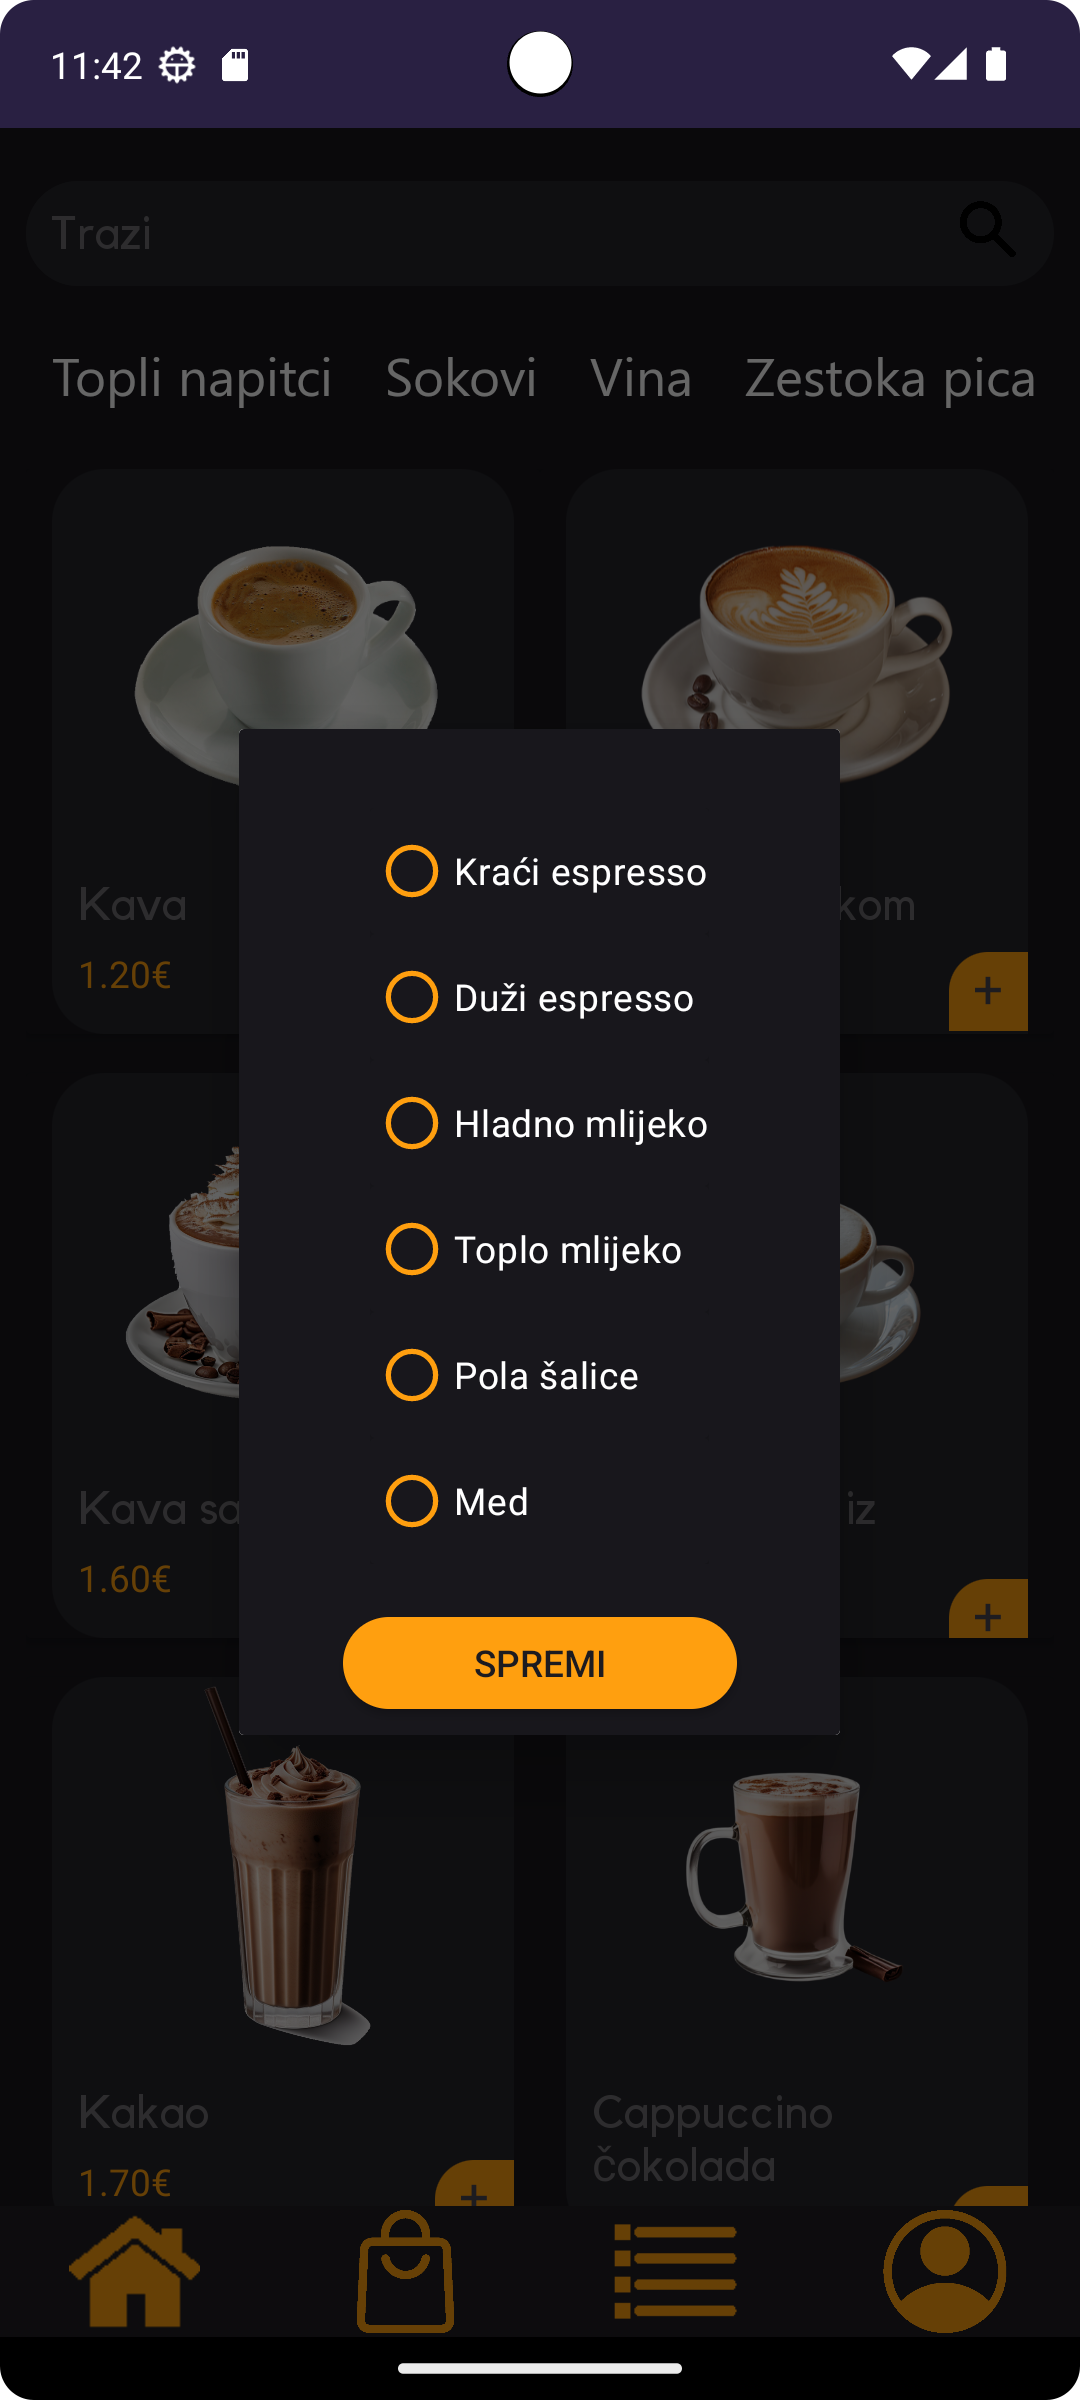 11:42
Trazi
Topli napitci Sokovi Vina Zestoka pica
Kraći espresso
Duži espresso
Hladno mlijeko
Toplo mlijeko
Pola šalice
Med
SPREMI
Kava
kom
1.20€
+
Kava sa
iz
1.60€
+
Kakao
1.70€
+
Cappuccino
čokolada